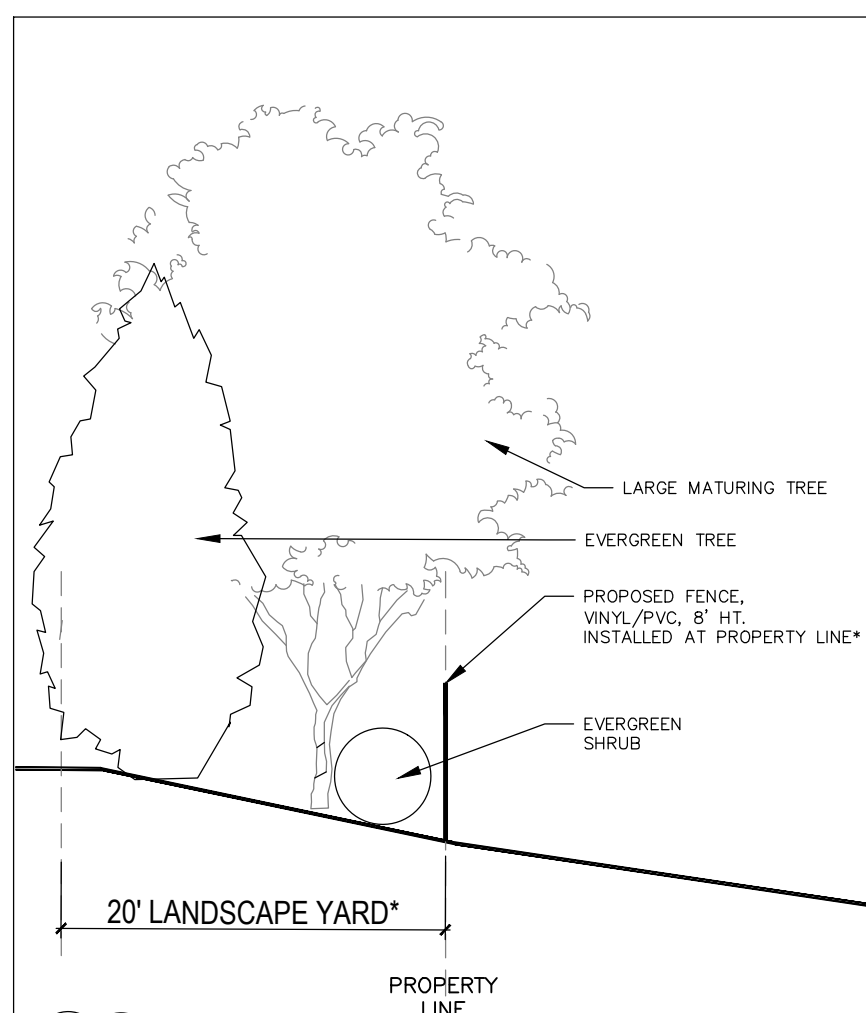 LARGE MATURING TREE
EVERGREEN TREE
PROPOSED FENCE,
VINYL/PVC, 8' HT.
INSTALLED AT PROPERTY LINE*
EVERGREEN
SHRUB
20' LANDSCAPE YARD*
PROPERTY
LINE